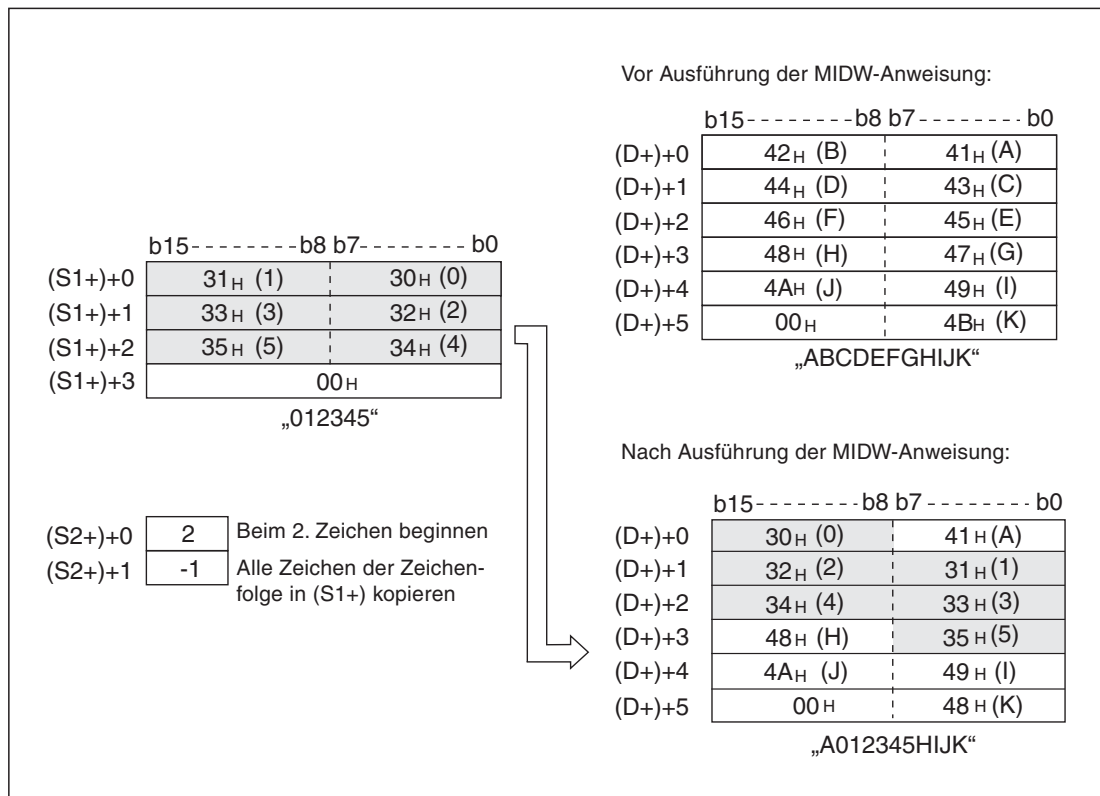 Vor Ausführung der MIDW-Anweisung:
b15 - - - - - - - - b8 b7 - - - - - - - - b0
(D+)+0 42H (B) 41H (A)
(D+)+1 44H (D) 43H (C)
(D+)+2 46H (F) 45H (E)
(D+)+3 48H (H) 47H (G)
(D+)+4 4AH (J) 49H (I)
(D+)+5 00H 4BH (K)
„ABCDEFGHIJK“
b15 - - - - - - - - b8 b7 - - - - - - - - b0
(S1+)+0 31H (1) 30H (0)
(S1+)+1 33H (3) 32H (2)
(S1+)+2 35H (5) 34H (4)
(S1+)+3 00H
„012345“
(S2+)+0 2 Beim 2. Zeichen beginnen
(S2+)+1 -1 Alle Zeichen der Zeichen-
folge in (S1+) kopieren
Nach Ausführung der MIDW-Anweisung:
b15 - - - - - - - - b8 b7 - - - - - - - - b0
(D+)+0 30H (0) 41H (A)
(D+)+1 32H (2) 31H (1)
(D+)+2 34H (4) 33H (3)
(D+)+3 48H (H) 35H (5)
(D+)+4 4AH (J) 49H (I)
(D+)+5 00H 48H (K)
„A012345HIJK“